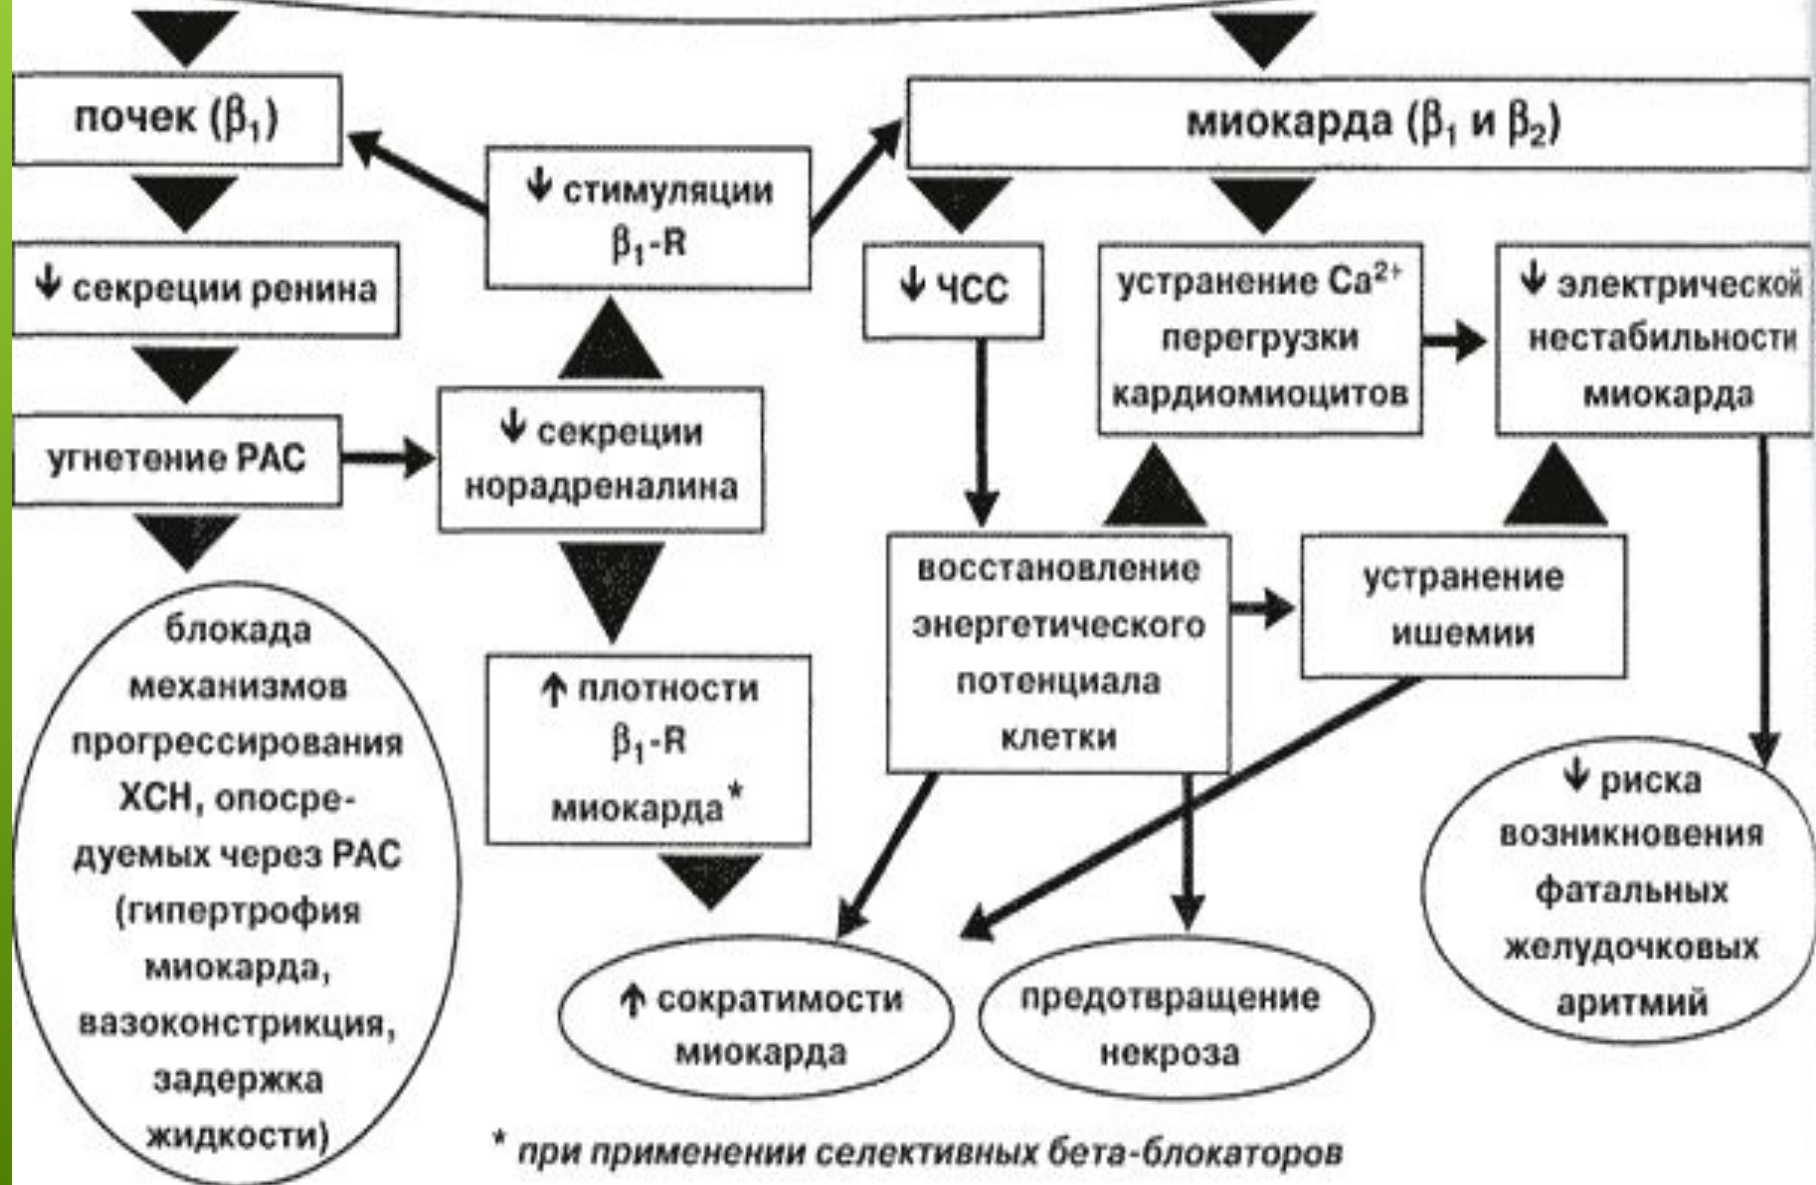 почек (β₁)
миокарда (β₁ и β₂)
↓ стимуляции
β₁-R
↓ секреции ренина
↓ ЧСС
устранение Ca²⁺
перегрузки
кардиомиоцитов
↓ электрической
нестабильности
миокарда
угнетение РАС
↓ секреции
норадреналина
восстановление
энергетического
потенциала
клетки
устранение
ишемии
блокада
механизмов
прогрессирования
ХСН, опосре-
дуемых через РАС
(гипертрофия
миокарда,
вазоконстрикция,
задержка
жидкости)
↑ плотности
β₁-R
миокарда*
↓ риска
возникновения
фатальных
желудочковых
аритмий
↑ сократимости
миокарда
предотвращение
некроза
* при применении селективных бета-блокаторов